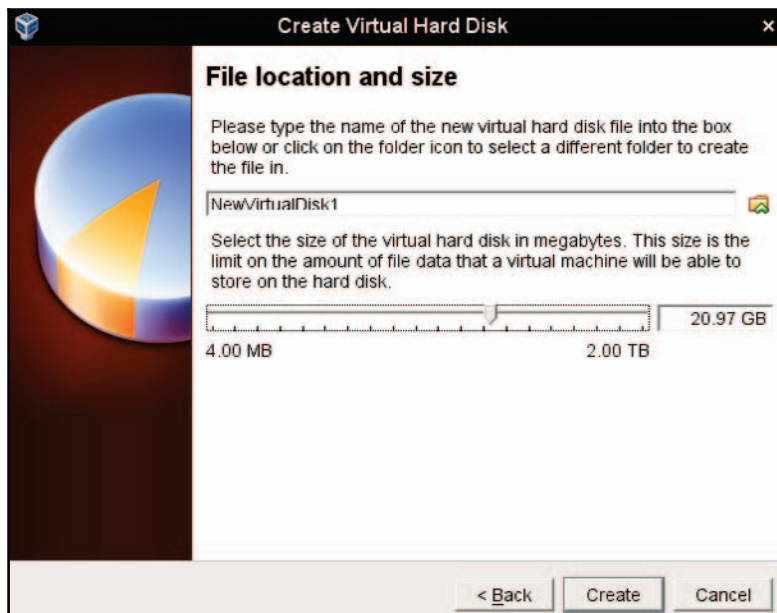 Create Virtual Hard Disk
File location and size
Please type the name of the new virtual hard disk file into the box
below or click on the folder icon to select a different folder to create
the file in.
NewVirtualDisk1
Select the size of the virtual hard disk in megabytes. This size is the
limit on the amount of file data that a virtual machine will be able to
store on the hard disk.
20.97 GB
4.00 MB 2.00 TB
< Back Create Cancel